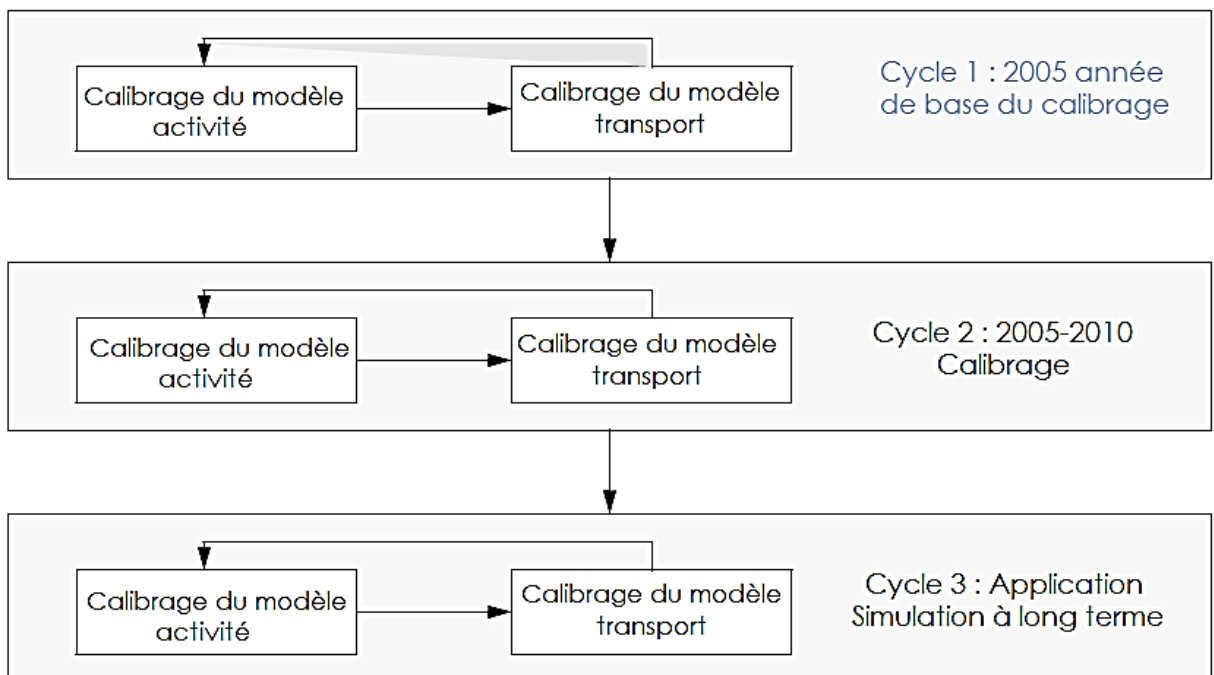 Calibrage du modèle
activité
Calibrage du modèle
transport
Cycle 1 : 2005 année
de base du calibrage
Calibrage du modèle
activité
Calibrage du modèle
transport
Cycle 2 : 2005-2010
Calibrage
Calibrage du modèle
activité
Calibrage du modèle
transport
Cycle 3 : Application
Simulation à long terme